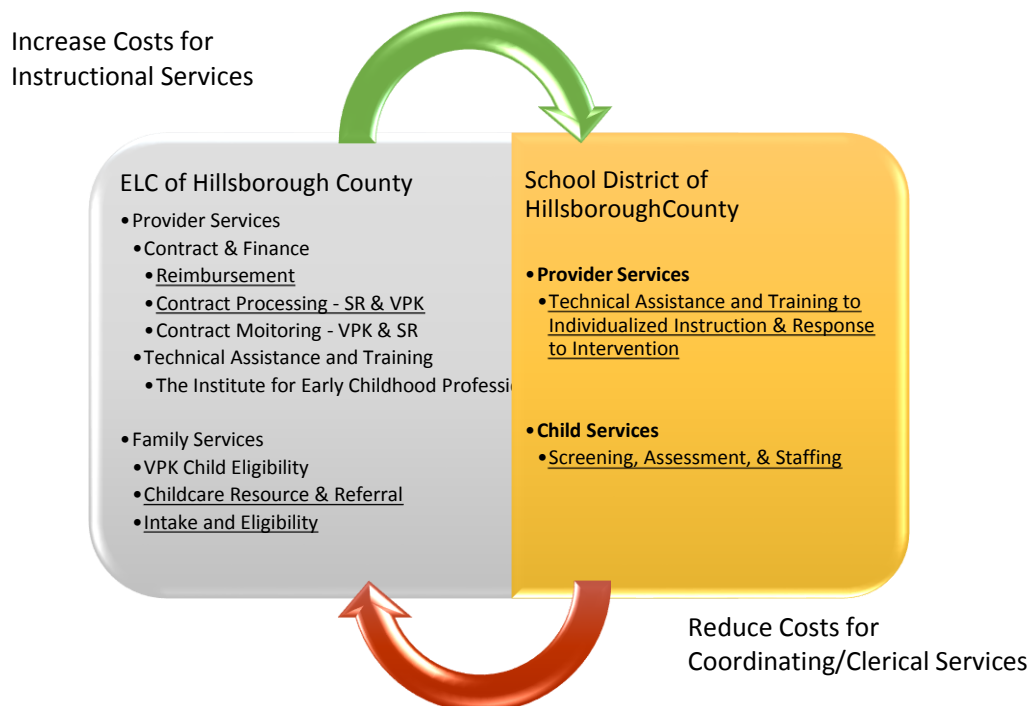 Increase Costs for
Instructional Services
ELC of Hillsborough County
•Provider Services
•Contract & Finance
•Reimbursement
•Contract Processing - SR & VPK
•Contract Moitoring - VPK & SR
•Technical Assistance and Training
•The Institute for Early Childhood Professi
•Family Services
•VPK Child Eligibility
•Childcare Resource & Referral
•Intake and Eligibility
School District of
HillsboroughCounty
•Provider Services
•Technical Assistance and Training to
Individualized Instruction & Response
to Intervention
•Child Services
•Screening, Assessment, & Staffing
Reduce Costs for
Coordinating/Clerical Services